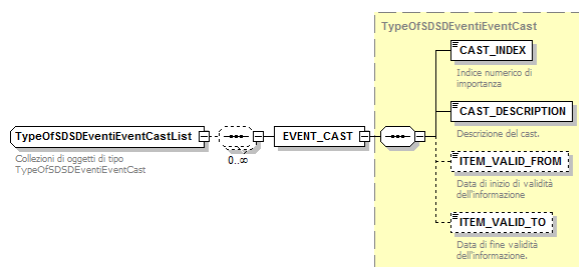 TypeOfSDSDEventiEventCast
CAST_INDEX
Indice numerico di
importanza
TypeOfSDSDEventiEventCastList
EVENT_CAST
CAST_DESCRIPTION
Descrizione del cast.
Collezioni di oggetti di tipo
TypeOfSDSDEventiEventCast
0..∞
ITEM_VALID_FROM
Data di inizio di validità
dell'informazione
ITEM_VALID_TO
Data di fine validità
dell'informazione.